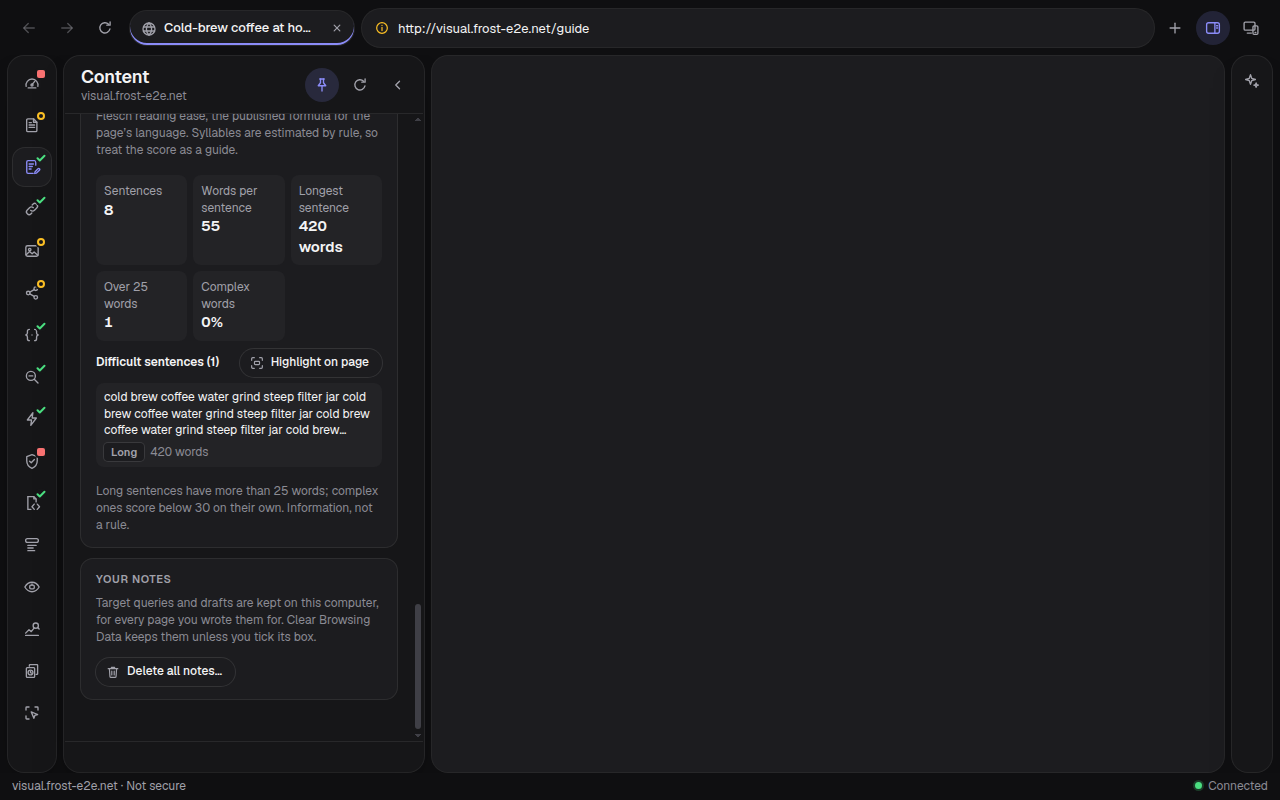 Cold-brew coffee at ho...
http://visual.frost-e2e.net/guide
Content
visual.frost-e2e.net
Flesch reading ease, the published formula for the
page's language. Syllables are estimated by rule, so
treat the score as a guide.
Sentences
8
Words per
sentence
55
Longest
sentence
420
words
Over 25
words
1
Complex
words
0%
Difficult sentences (1)
Highlight on page
cold brew coffee water grind steep filter jar cold
brew coffee water grind steep filter jar cold brew
coffee water grind steep filter jar cold brew...
Long
420 words
Long sentences have more than 25 words; complex
ones score below 30 on their own. Information, not
a rule.
YOUR NOTES
Target queries and drafts are kept on this computer,
for every page you wrote them for. Clear Browsing
Data keeps them unless you tick its box.
Delete all notes...
visual.frost-e2e.net · Not secure
Connected